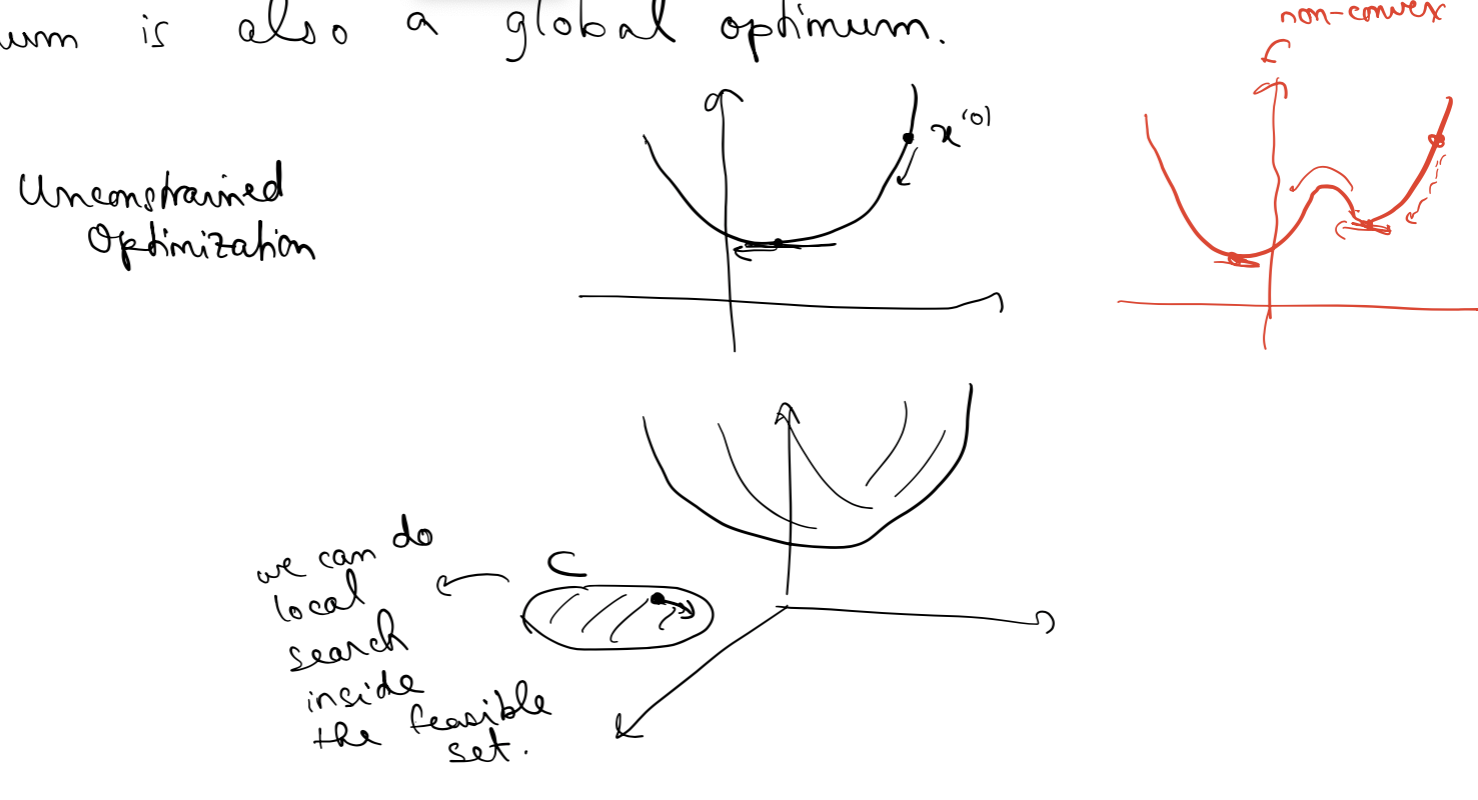 um is also a global optimum.
non-convex
x^(0)
Unconstrained
Optimization
C
we can do
local
search
inside
the feasible
set.